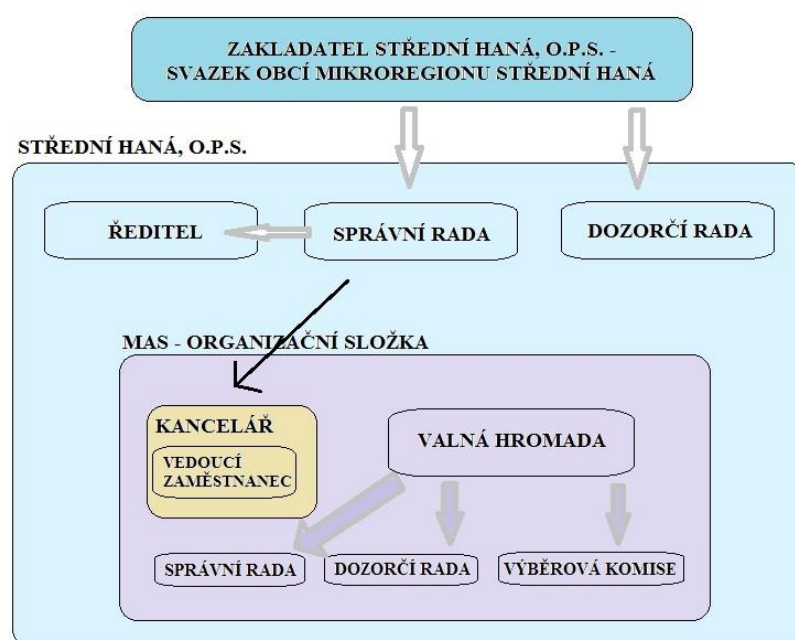 ZAKLADATEL STŘEDNÍ HANÁ, O.P.S. -
SVAZEK OBCÍ MIKROREGIONU STŘEDNÍ HANÁ
STŘEDNÍ HANÁ, O.P.S.
ŘEDITEL
SPRÁVNÍ RADA
DOZORČÍ RADA
MAS - ORGANIZAČNÍ SLOŽKA
KANCELÁŘ
VEDOUCÍ
ZAMĚSTNANEC
VALNÁ HROMADA
SPRÁVNÍ RADA
DOZORČÍ RADA
VÝBĚROVÁ KOMISE